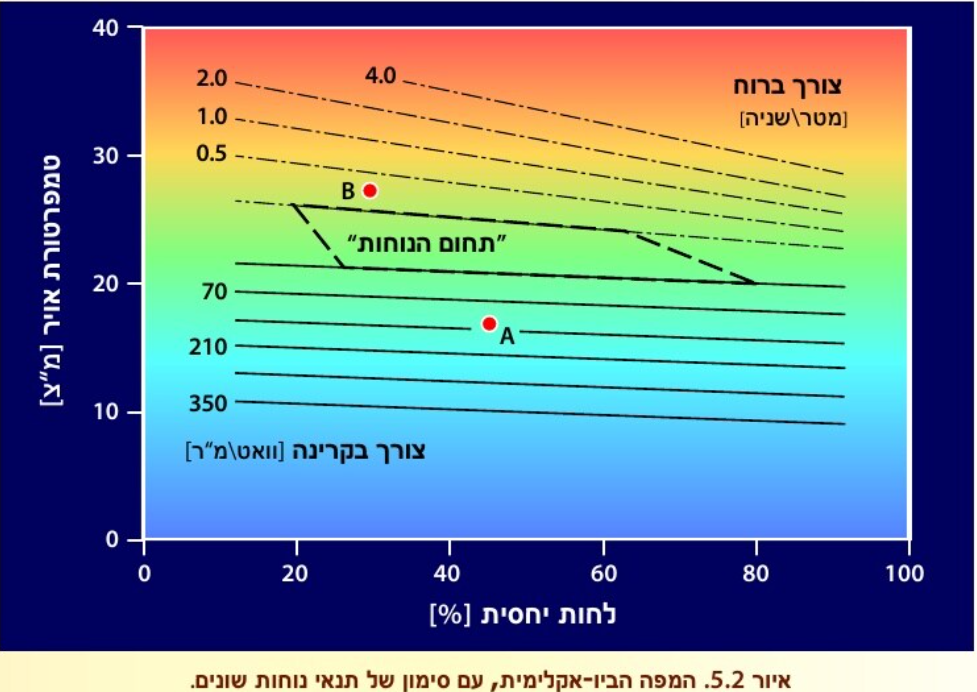 40
30
20
10
0
טמפרטורת אויר [מ"צ]
2.0
4.0
1.0
0.5
צורך ברוח
[מטר\שניה]
B
"תחום הנוחות"
70
A
210
350
צורך בקרינה [וואט\מ"ר]
0
20
40
60
80
100
לחות יחסית [%]
איור 5.2. המפה הביו-אקלימית, עם סימון של תנאי נוחות שונים.